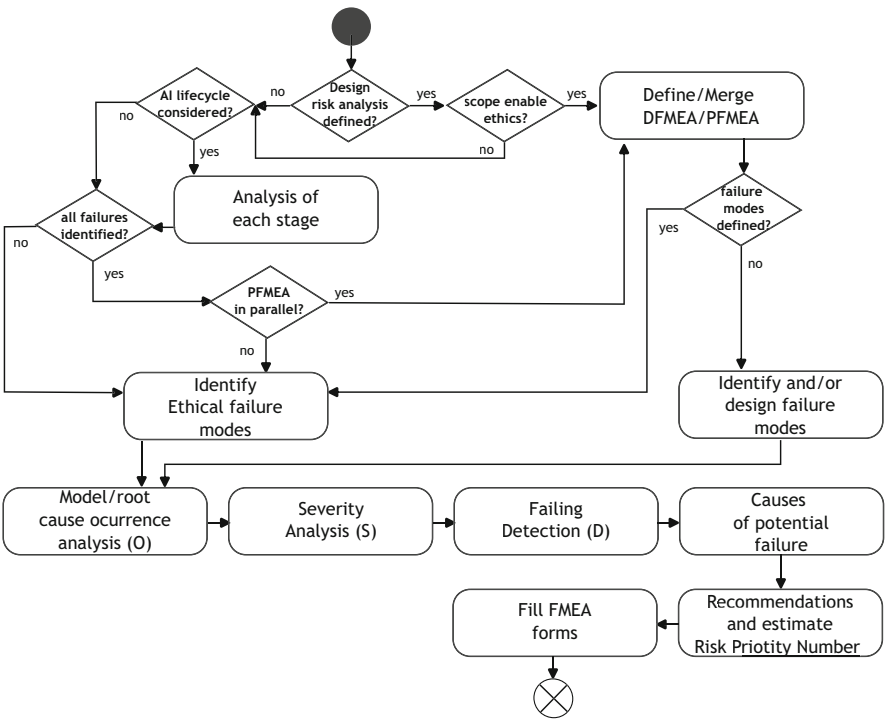 Design
risk analysis
defined?
no
yes
AI lifecycle
considered?
no
yes
scope enable
ethics?
yes
no
Define/Merge
DFMEA/PFMEA
Analysis of
each stage
failure
modes
defined?
yes
no
all failures
identified?
no
yes
PFMEA
in parallel?
yes
no
Identify
Ethical failure
modes
Identify and/or
design failure
modes
Model/root
cause ocurrence
analysis (O)
Severity
Analysis (S)
Failing
Detection (D)
Causes
of potential
failure
Recommendations
and estimate
Risk Priotity Number
Fill FMEA
forms